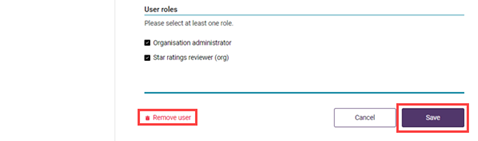 User roles
Please select at least one role.
Organisation administrator
Star ratings reviewer (org)
Remove user
Cancel
Save